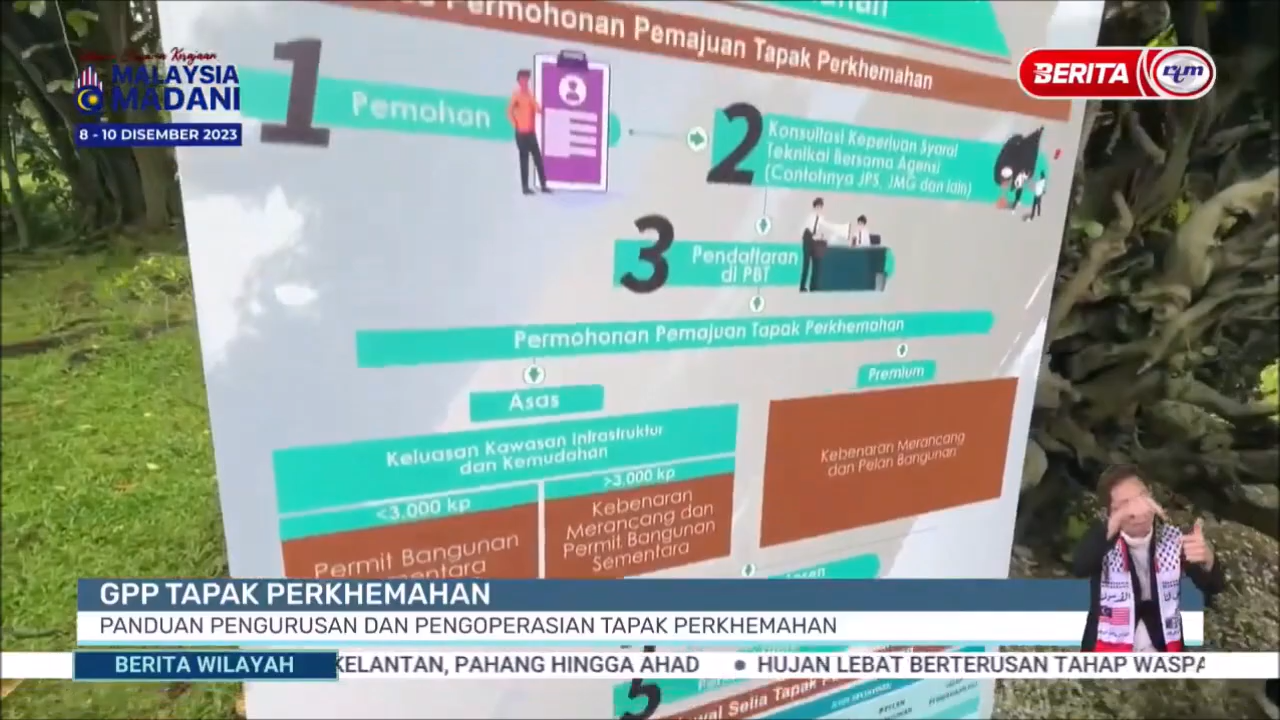 MALAYSIA
MADANI
8 - 10 DISEMBER 2023
BERITA rtm
Permohonan Pemajuan Tapak Perkhemahan
1 Pemohon
2 Konsultasi Keperluan Syarat
Teknikal Bersama Agensi
(Contohnya JPS, JMG dan lain)
3 Pendaftaran
di PBT
Permohonan Pemajuan Tapak Perkhemahan
Asas
Premium
Keluasan Kawasan Infrastruktur
dan Kemudahan
<3,000 kp
>3,000 kp
Permit Bangunan
Kebenaran
Merancang dan
Permit Bangunan
Sementara
Kebenaran Merancang
dan Pelan Bangunan
GPP TAPAK PERKHEMAHAN
PANDUAN PENGURUSAN DAN PENGOPERASIAN TAPAK PERKHEMAHAN
BERITA WILAYAH
KELANTAN, PAHANG HINGGA AHAD • HUJAN LEBAT BERTERUSAN TAHAP WASPA
5
Selia Tapak